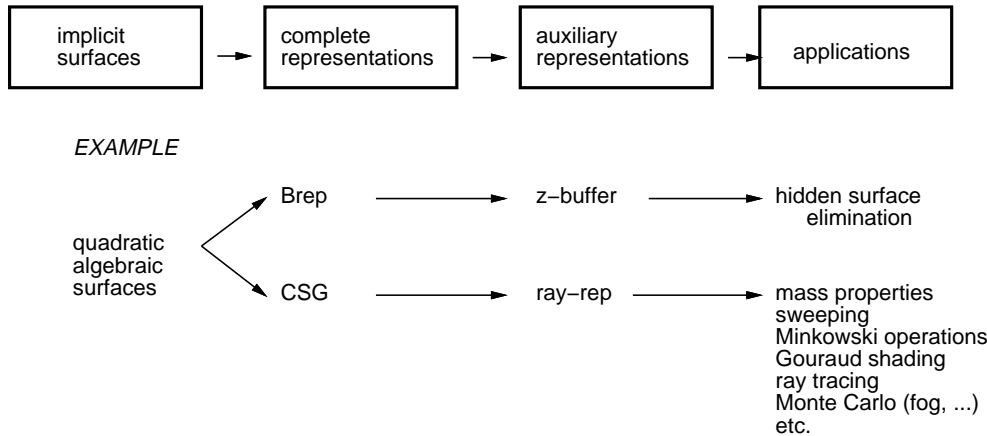 implicit
surfaces
complete
representations
auxiliary
representations
applications
EXAMPLE
quadratic
algebraic
surfaces
Brep
z−buffer
hidden surface
elimination
CSG
ray−rep
mass properties
sweeping
Minkowski operations
Gouraud shading
ray tracing
Monte Carlo (fog, ...)
etc.